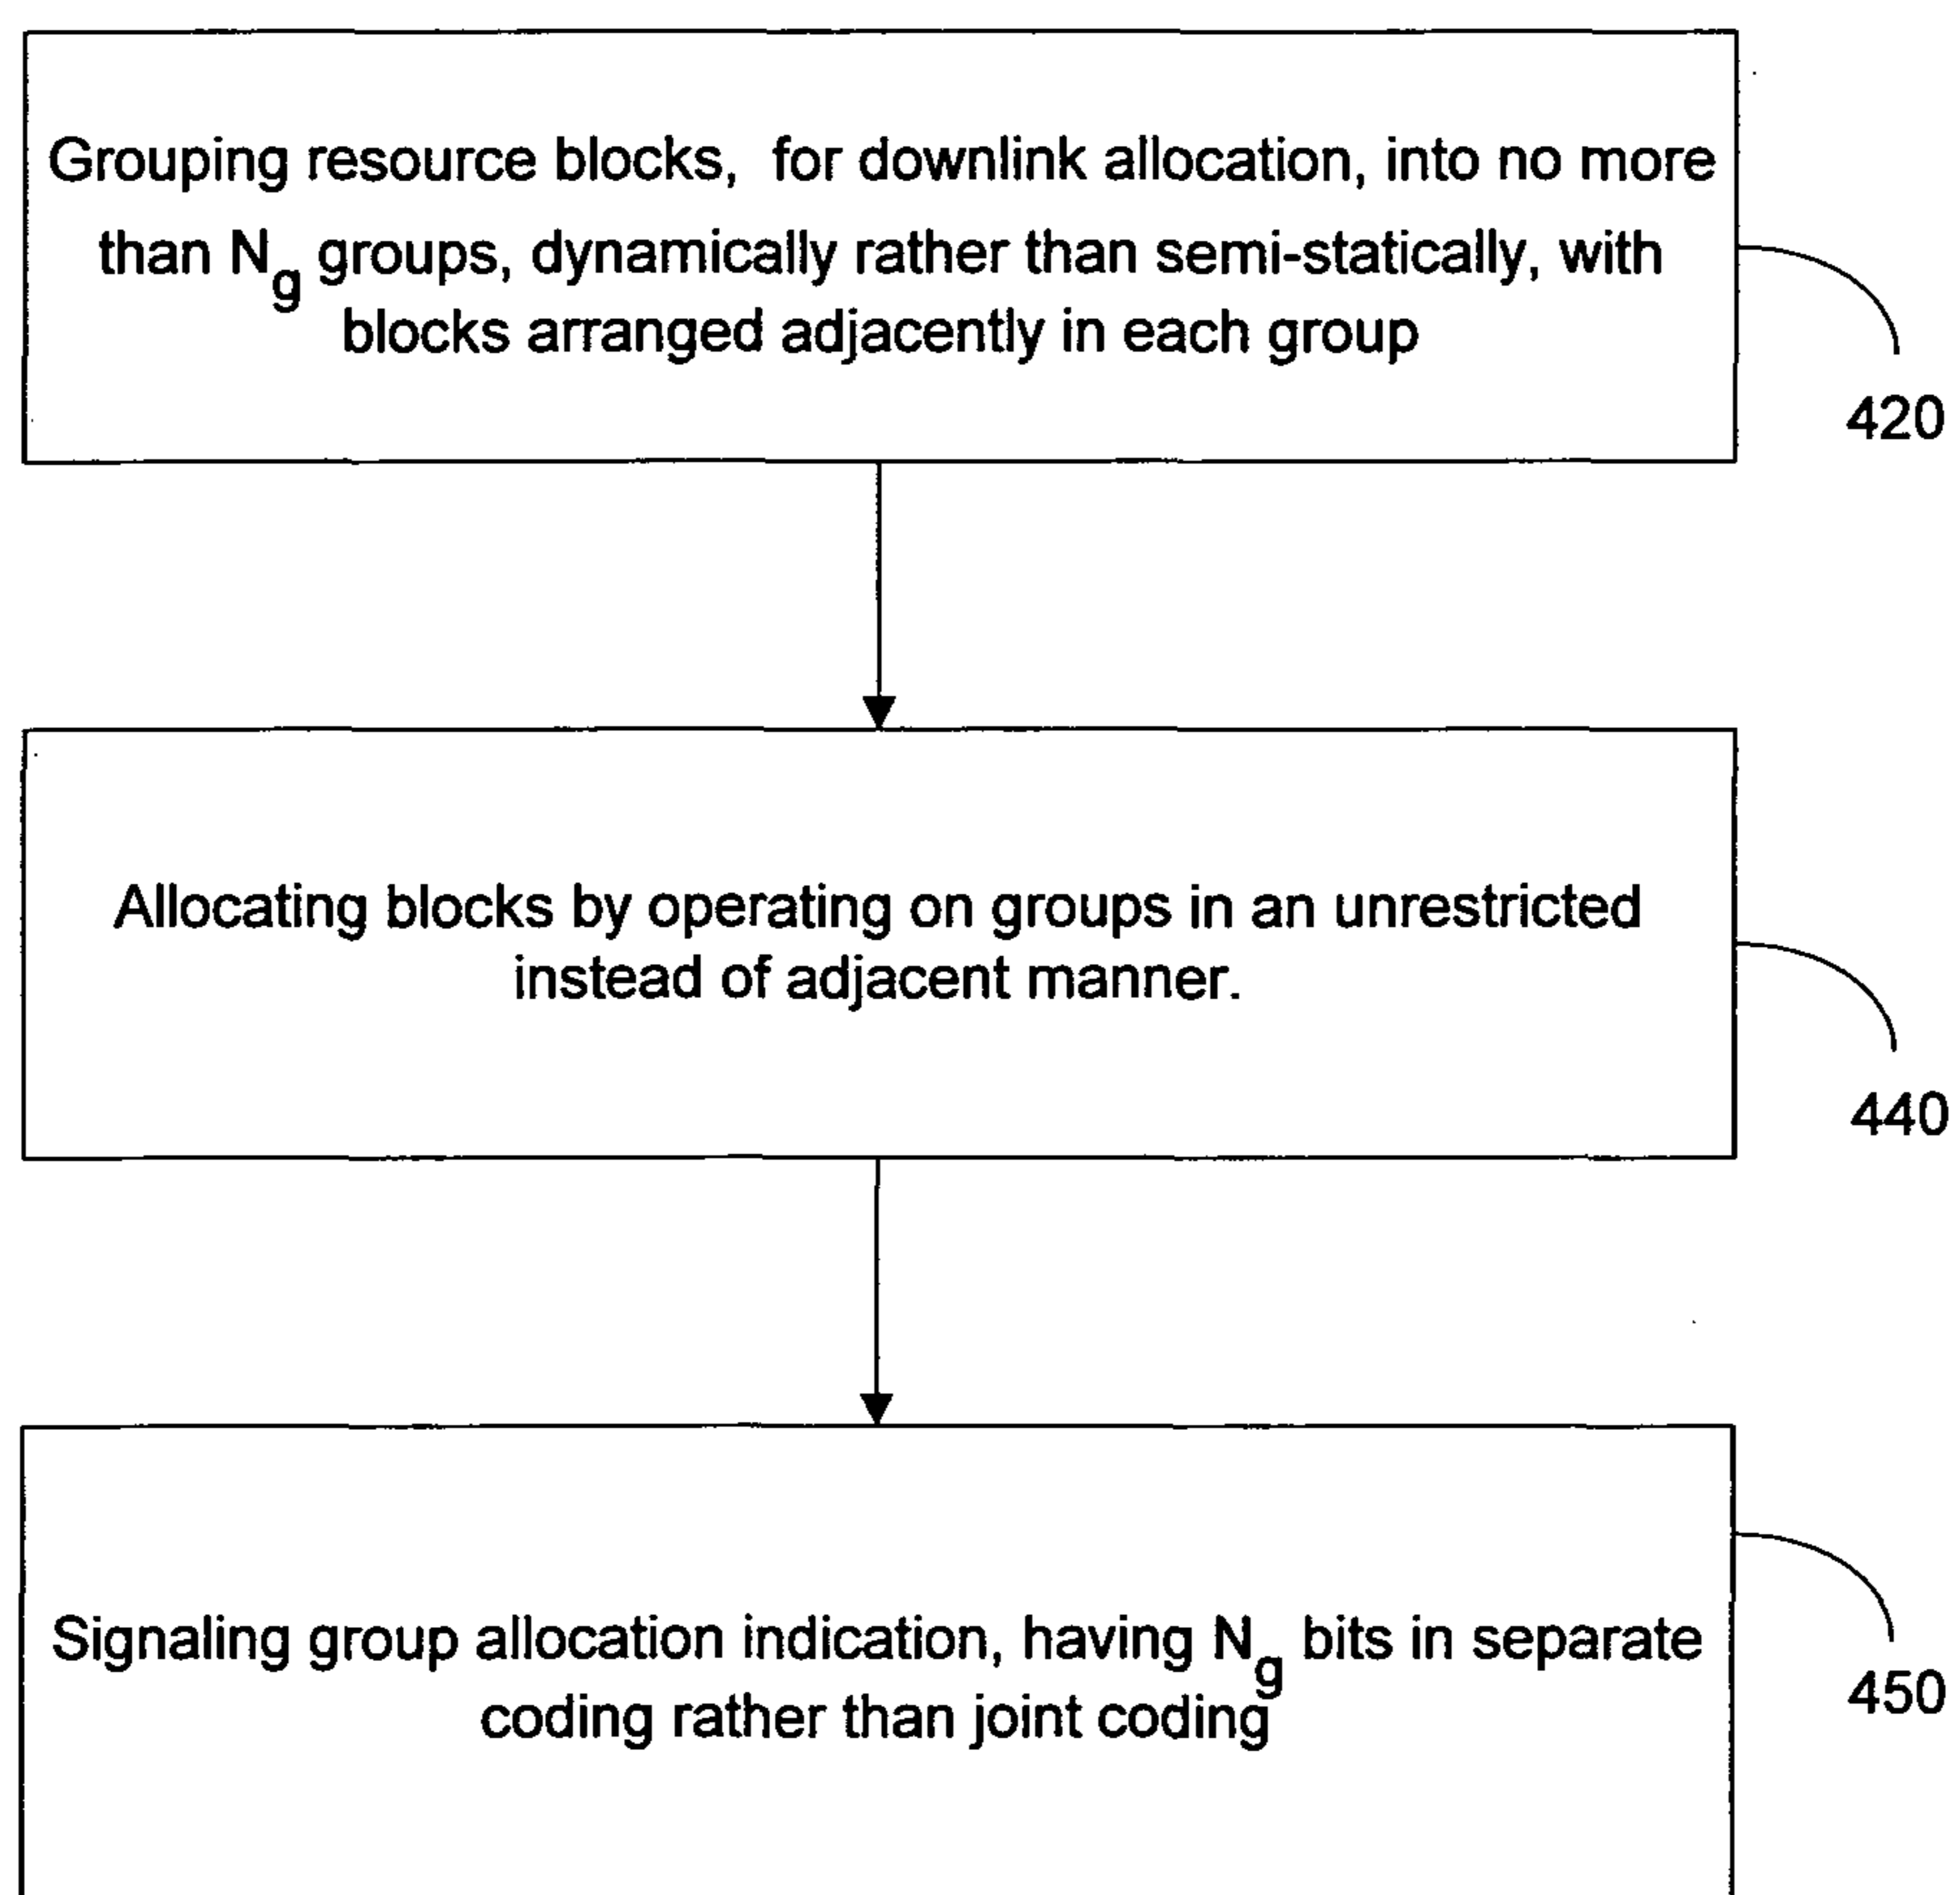 Grouping resource blocks, for downlink allocation, into no more
than Ng groups, dynamically rather than semi-statically, with
blocks arranged adjacently in each group
420
Allocating blocks by operating on groups in an unrestricted
instead of adjacent manner.
440
Signaling group allocation indication, having Ng bits in separate
coding rather than joint coding
450